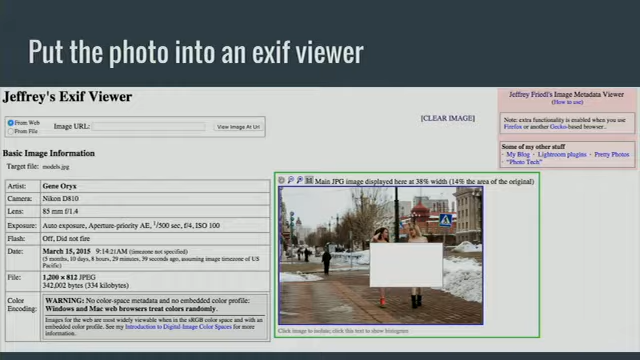 Put the photo into an exif viewer
Jeffrey's Exif Viewer
From Web
From File
Image URL:
View Image At Url
[CLEAR IMAGE]
Jeffrey Friedl's Image Metadata Viewer
(How to use)
Note: extra functionality is enabled when you use
Firefox or another Gecko-based browser.
Some of my other stuff
· My Blog · Lightroom plugins · Pretty Photos
· "Photo Tech"
Basic Image Information
Target file: models.jpg
Artist: Gene Oryx
Camera: Nikon D810
Lens: 85 mm f/1.4
Exposure: Auto exposure, Aperture-priority AE, 1/500 sec, f/4, ISO 100
Flash: Off, Did not fire
Date: March 15, 2015 9:14:21AM (timezone not specified)
(5 months, 10 days, 8 hours, 29 minutes, 39 seconds ago, assuming image timezone of US
Pacific)
File: 1,200 × 812 JPEG
342,002 bytes (334 kilobytes)
Color
Encoding:
WARNING: No color-space metadata and no embedded color profile:
Windows and Mac web browsers treat colors randomly.
Images for the web are most widely viewable when in the sRGB color space and with an
embedded color profile. See my Introduction to Digital-Image Color Spaces for more
information.
Main JPG image displayed here at 38% width (14% the area of the original)
Click image to isolate; click this text to show histogram